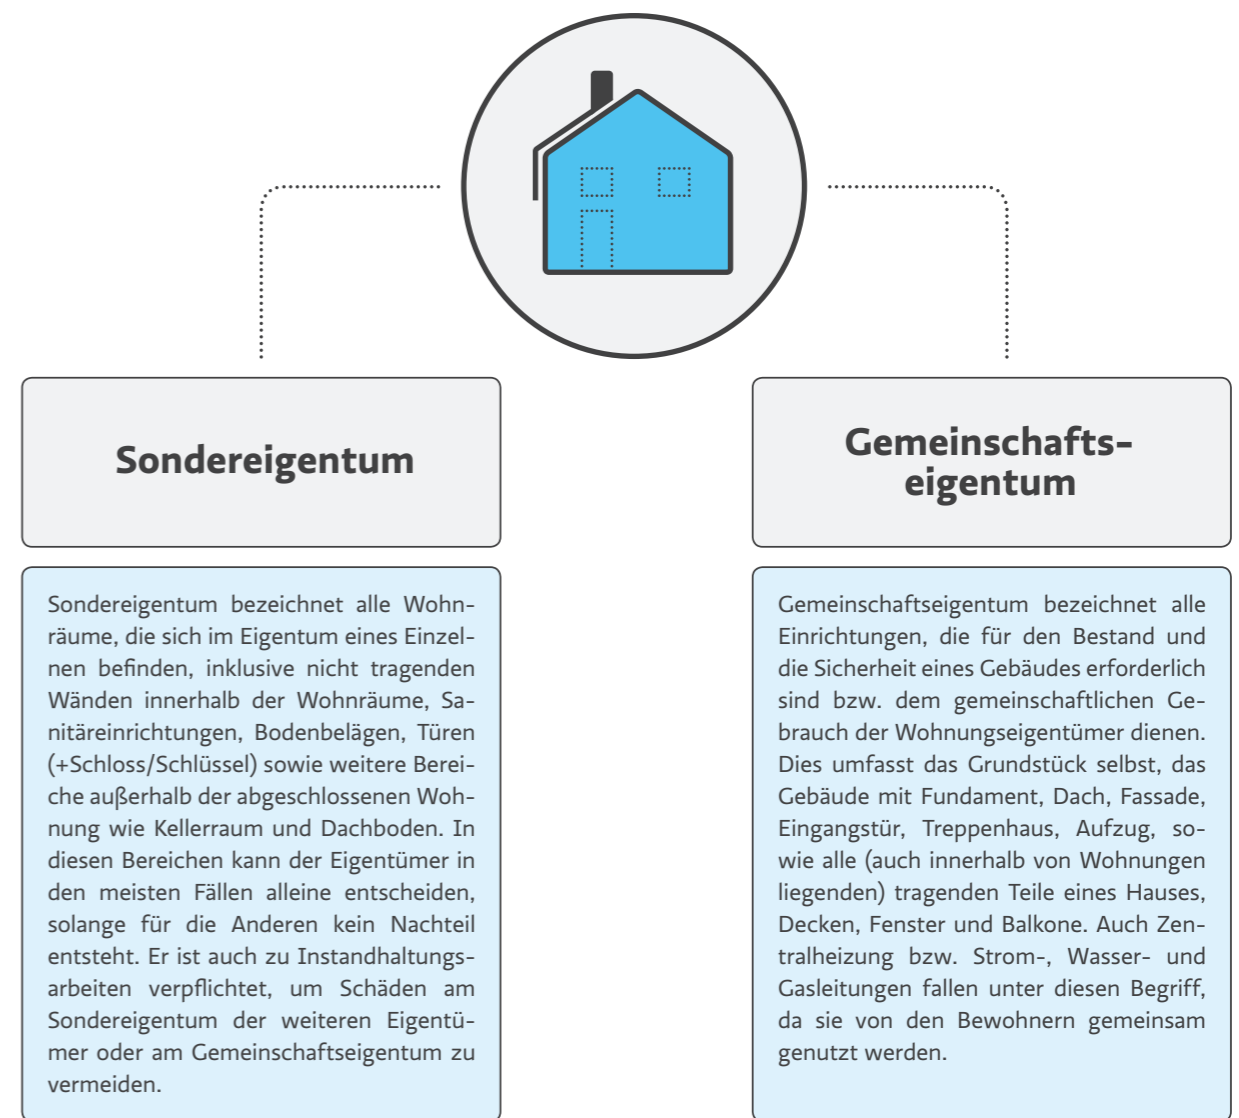 Sondereigentum
Sondereigentum bezeichnet alle Wohn-
räume, die sich im Eigentum eines Einzel-
nen befinden, inklusive nicht tragenden
Wänden innerhalb der Wohnräume, Sa-
nitäreinrichtungen, Bodenbelägen, Türen
(+Schloss/Schlüssel) sowie weitere Berei-
che außerhalb der abgeschlossenen Woh-
nung wie Kellerraum und Dachboden. In
diesen Bereichen kann der Eigentümer in
den meisten Fällen alleine entscheiden,
solange für die Anderen kein Nachteil
entsteht. Er ist auch zu Instandhaltungs-
arbeiten verpflichtet, um Schäden am
Sondereigentum der weiteren Eigentü-
mer oder am Gemeinschaftseigentum zu
vermeiden.
Gemeinschafts-
eigentum
Gemeinschaftseigentum bezeichnet alle
Einrichtungen, die für den Bestand und
die Sicherheit eines Gebäudes erforderlich
sind bzw. dem gemeinschaftlichen Ge-
brauch der Wohnungseigentümer dienen.
Dies umfasst das Grundstück selbst, das
Gebäude mit Fundament, Dach, Fassade,
Eingangstür, Treppenhaus, Aufzug, so-
wie alle (auch innerhalb von Wohnungen
liegenden) tragenden Teile eines Hauses,
Decken, Fenster und Balkone. Auch Zen-
tralheizung bzw. Strom-, Wasser- und
Gasleitungen fallen unter diesen Begriff,
da sie von den Bewohnern gemeinsam
genutzt werden.